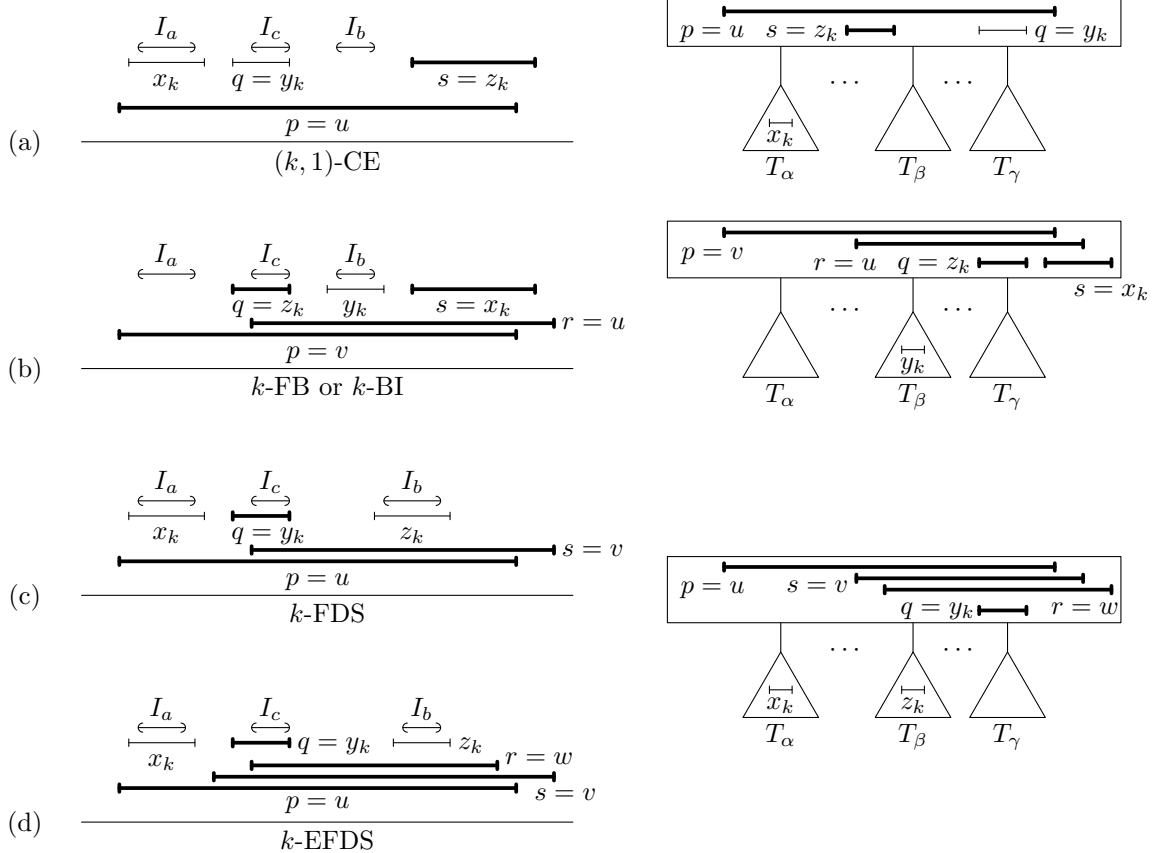 I_a I_c I_b
x_k q = y_k s = z_k
p = u
(a)
(k, 1)-CE
p = u s = z_k q = y_k
... ...
x_k
T_α T_β T_γ
I_a I_c I_b
q = z_k y_k s = x_k
r = u
p = v
(b)
k-FB or k-BI
p = v
r = u q = z_k
s = x_k
... ...
y_k
T_α T_β T_γ
I_a I_c I_b
x_k q = y_k z_k
s = v
p = u
(c)
k-FDS
p = u s = v
q = y_k r = w
... ...
x_k z_k
T_α T_β T_γ
I_a I_c I_b
x_k q = y_k z_k
r = w
p = u s = v
(d)
k-EFDS